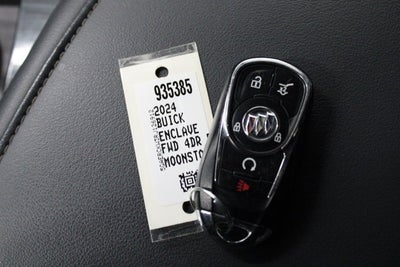 935385
2024
BUICK
ENCLAVE
FWD 4DR
MOONSTO